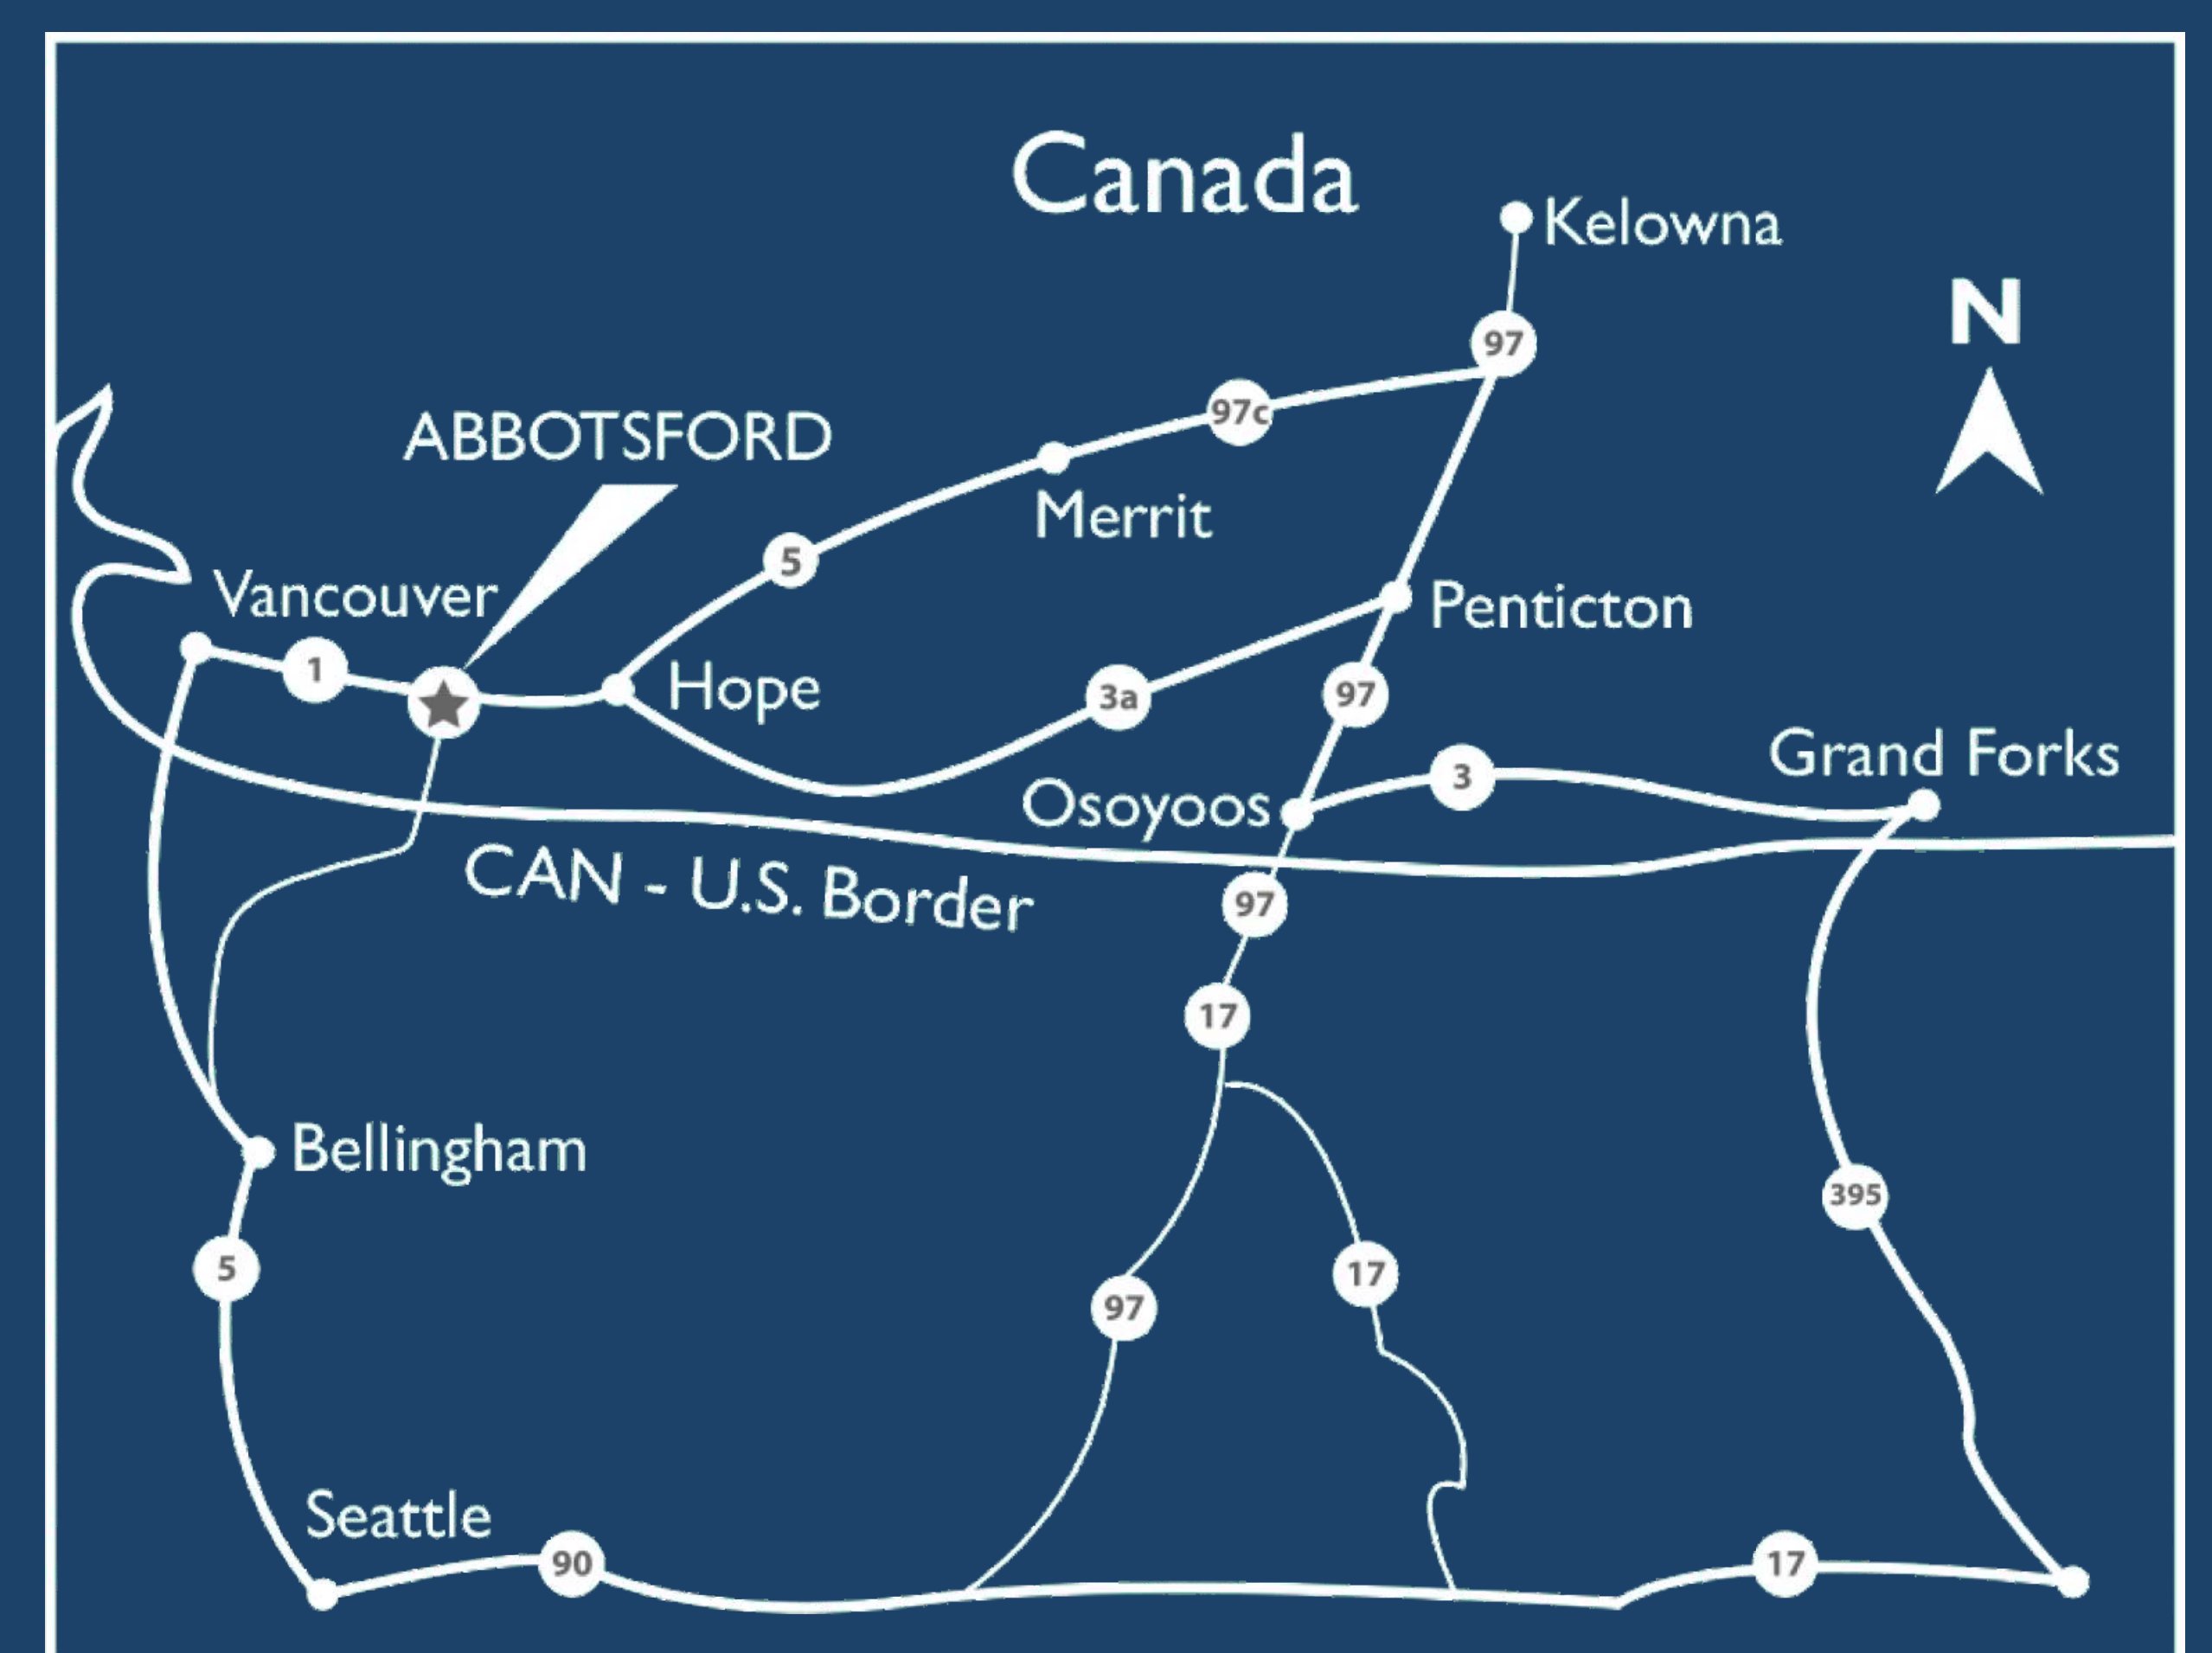 Canada
Kelowna
N
97
97c
ABBOTSFORD
Merrit
5
Vancouver
Penticton
1
Hope
3a
97
Grand Forks
3
Osoyoos
CAN - U.S. Border
97
17
Bellingham
395
5
17
97
Seattle
90
17